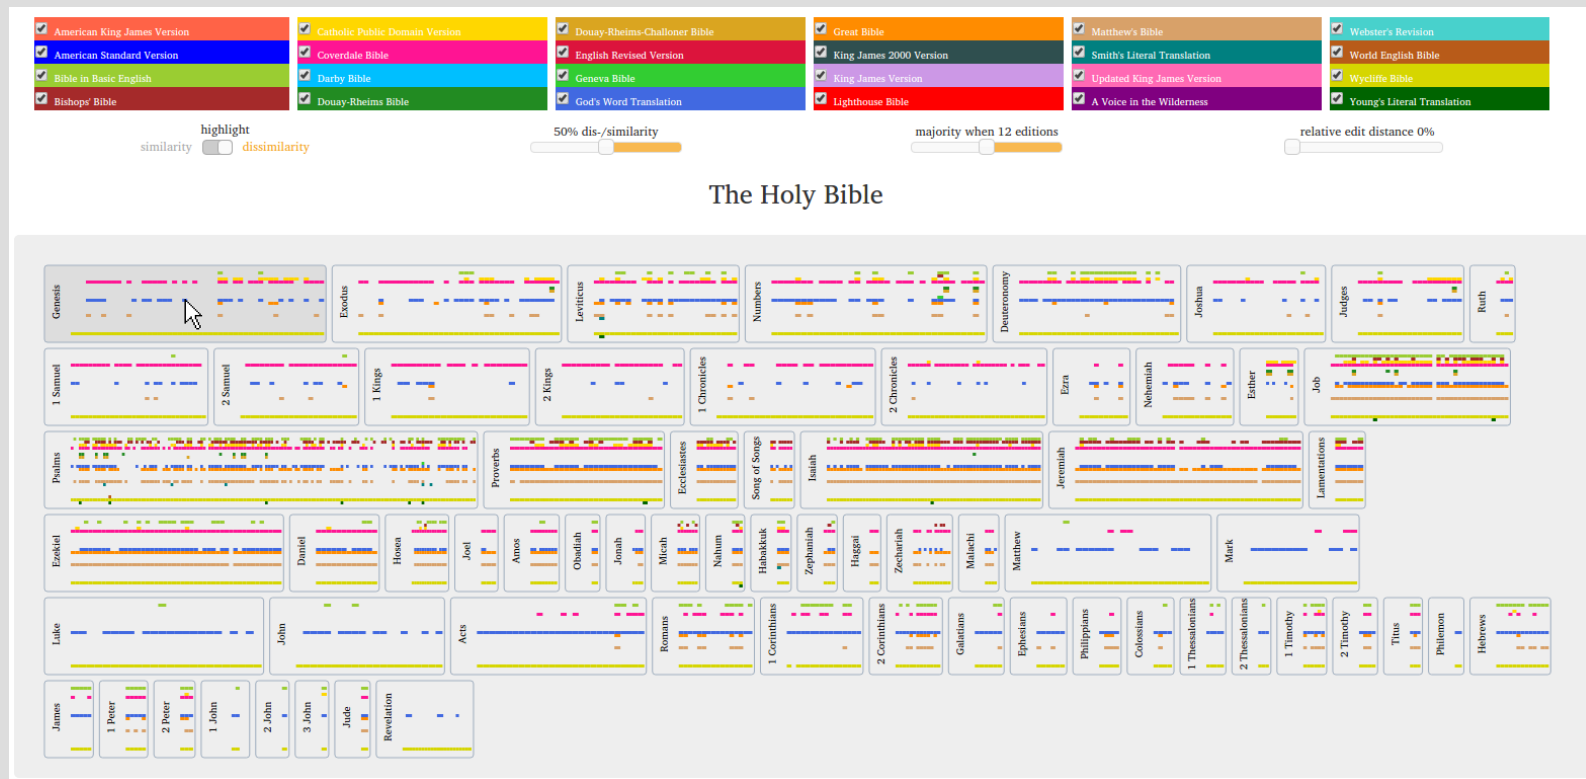 American King James Version Catholic Public Domain Version Douay-Rheims-Challoner Bible Great Bible Matthew's Bible Webster's Revision
American Standard Version Coverdale Bible English Revised Version King James 2000 Version Smith's Literal Translation World English Bible
Bible in Basic English Darby Bible Geneva Bible King James Version Updated King James Version Wycliffe Bible
Bishops' Bible Douay-Rheims Bible God's Word Translation Lighthouse Bible A Voice in the Wilderness Young's Literal Translation
highlight 50% dis-/similarity majority when 12 editions relative edit distance 0%
similarity dissimilarity
The Holy Bible
Genesis Exodus Leviticus Numbers Deuteronomy Joshua Judges Ruth
1 Samuel 2 Samuel 1 Kings 2 Kings 1 Chronicles 2 Chronicles Ezra Nehemiah Esther Job
Psalms Proverbs Ecclesiastes Song of Songs Isaiah Jeremiah Lamentations
Ezekiel Daniel Hosea Joel Amos Obadiah Jonah Micah Nahum Habakkuk Zephaniah Haggai Zechariah Malachi Matthew Mark
Luke John Acts Romans 1 Corinthians 2 Corinthians Galatians Ephesians Philippians Colossians 1 Thessalonians 2 Thessalonians 1 Timothy 2 Timothy Titus Philemon Hebrews
James 1 Peter 2 Peter 1 John 2 John 3 John Jude Revelation